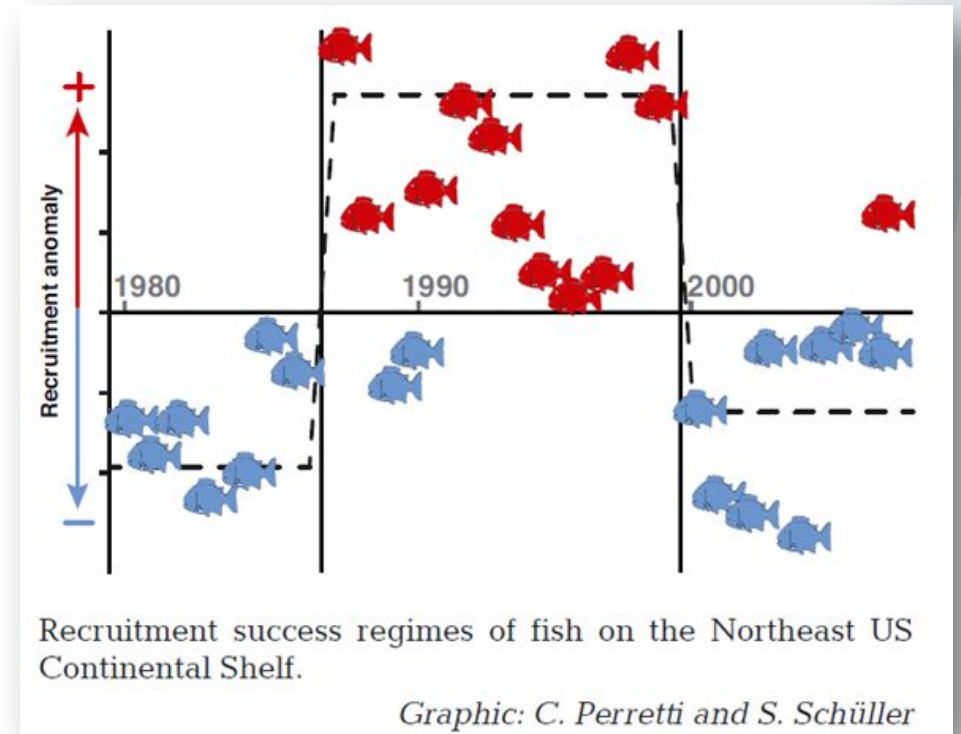 +
Recruitment anomaly
−
1980 1990 2000
Recruitment success regimes of fish on the Northeast US
Continental Shelf.
Graphic: C. Perretti and S. Schüller